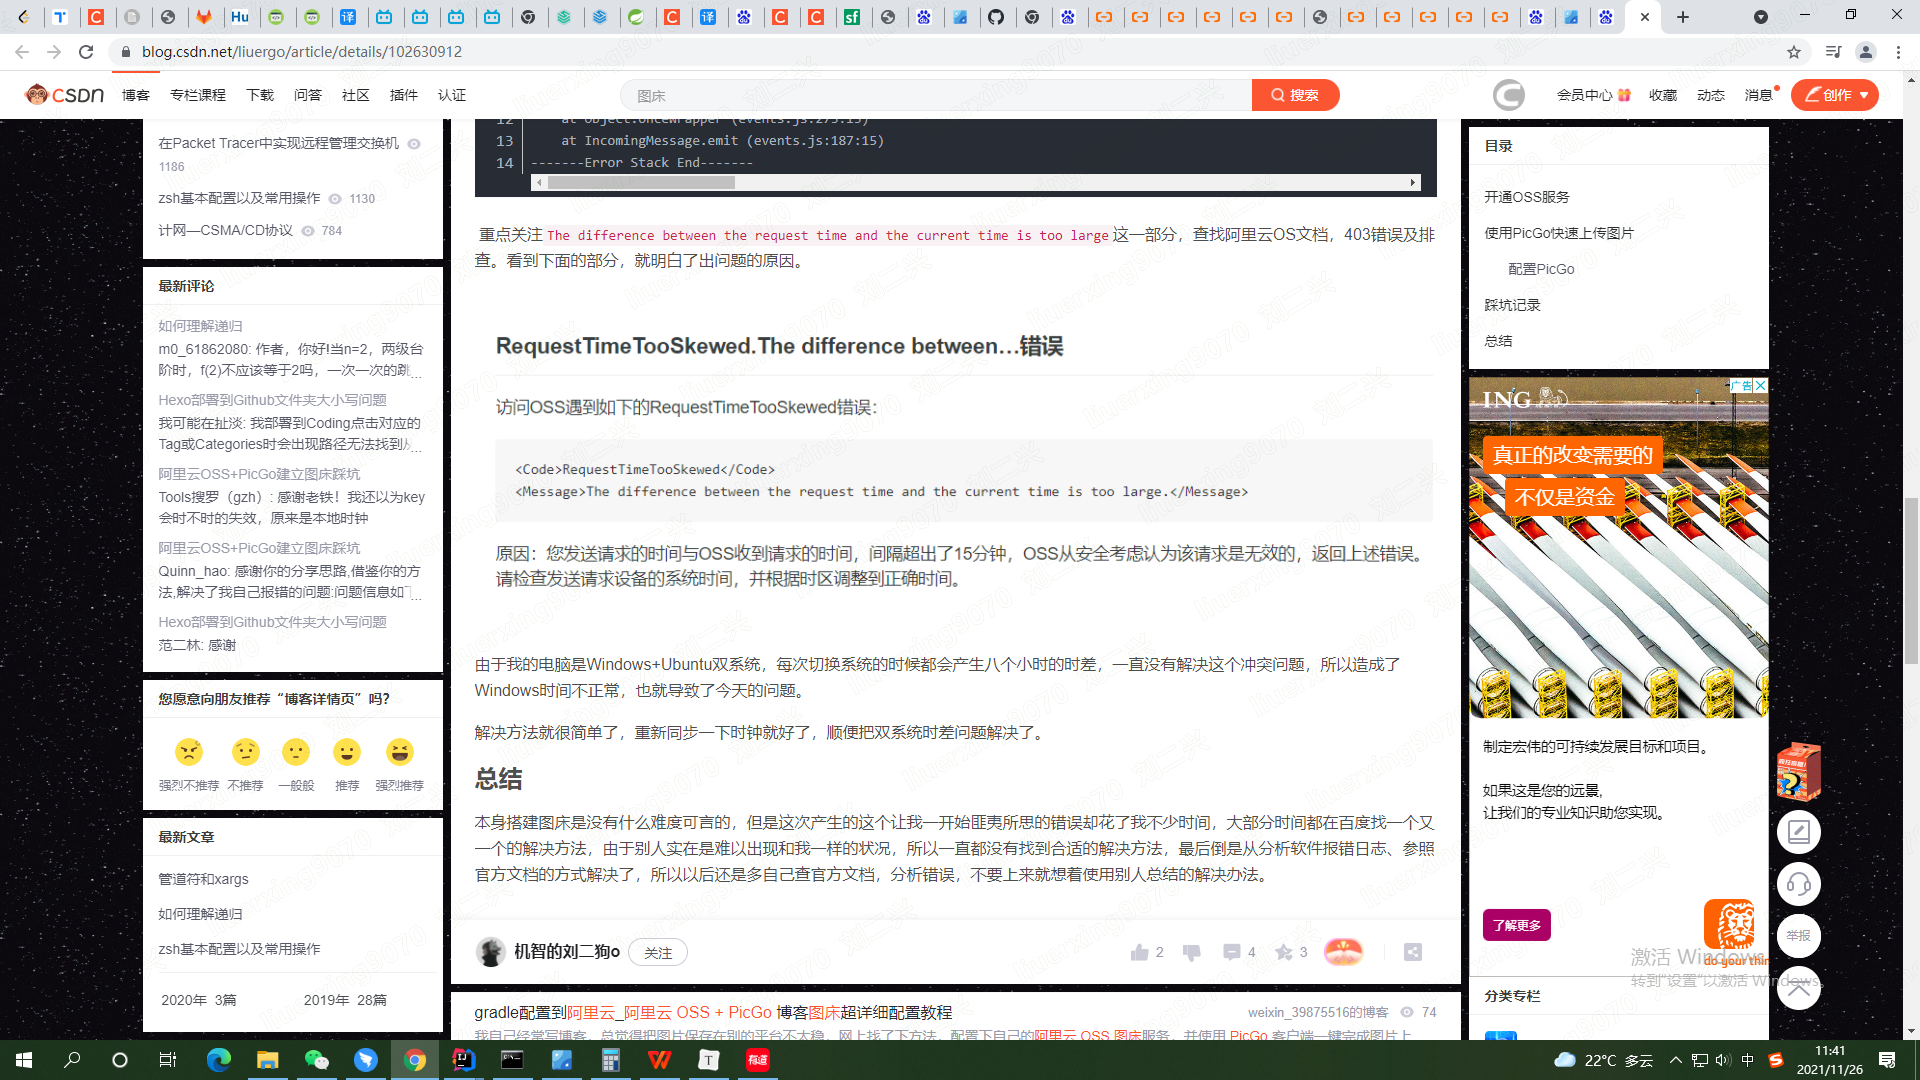 blog.csdn.net/liuergo/article/details/102630912
CSDN
博客
专栏课程
下载
问答
社区
插件
认证
图床
搜索
会员中心
收藏
动态
消息
创作
在Packet Tracer中实现远程管理交换机
1186
zsh基本配置以及常用操作 1130
计网—CSMA/CD协议 784
最新评论
如何理解递归
m0_61862080: 作者，你好!当n=2，两级台
阶时，f(2)不应该等于2吗，一次一次的跳...
Hexo部署到Github文件夹大小写问题
我可能在扯淡: 我部署到Coding点击对应的
Tag或Categories时会出现路径无法找到...
阿里云OSS+PicGo建立图床踩坑
Tools搜罗（gzh）: 感谢老铁！我还以为key
会时不时的失效，原来是本地时钟
阿里云OSS+PicGo建立图床踩坑
Quinn_hao: 感谢你的分享思路,借鉴你的方
法,解决了我自己报错的问题:问题信息如...
Hexo部署到Github文件夹大小写问题
范二林: 感谢
您愿意向朋友推荐“博客详情页”吗？
强烈不推荐 不推荐 一般般 推荐 强烈推荐
最新文章
管道符和xargs
如何理解递归
zsh基本配置以及常用操作
2020年 3篇
2019年 28篇
12 at Object.onceWrapper (events.js:273:13)
13 at IncomingMessage.emit (events.js:187:15)
14 -------Error Stack End-------
重点关注 The difference between the request time and the current time is too large 这一部分，查找阿里云OS文档，403错误及排
查。看到下面的部分，就明白了出问题的原因。
RequestTimeTooSkewed.The difference between…错误
访问OSS遇到如下的RequestTimeTooSkewed错误：
<Code>RequestTimeTooSkewed</Code>
<Message>The difference between the request time and the current time is too large.</Message>
原因：您发送请求的时间与OSS收到请求的时间，间隔超出了15分钟，OSS从安全考虑认为该请求是无效的，返回上述错误。
请检查发送请求设备的系统时间，并根据时区调整到正确时间。
由于我的电脑是Windows+Ubuntu双系统，每次切换系统的时候都会产生八个小时的时差，一直没有解决这个冲突问题，所以造成了
Windows时间不正常，也就导致了今天的问题。
解决方法就很简单了，重新同步一下时钟就好了，顺便把双系统时差问题解决了。
总结
本身搭建图床是没有什么难度可言的，但是这次产生的这个让我一开始匪夷所思的错误却花了我不少时间，大部分时间都在百度找一个又
一个的解决方法，由于别人实在是难以出现和我一样的状况，所以一直都没有找到合适的解决方法，最后倒是从分析软件报错日志、参照
官方文档的方式解决了，所以以后还是多自己查官方文档，分析错误，不要上来就想着使用别人总结的解决办法。
机智的刘二狗o 关注
2 4 3
gradle配置到阿里云_阿里云 OSS + PicGo 博客图床超详细配置教程
weixin_39875516的博客 74
我自己经常写博客，总觉得把图片保存在别的平台不太稳，网上找了下方法，配置下自己的阿里云 OSS 图床服务，并使用 PicGo 客户端一键完成图片上
目录
开通OSS服务
使用PicGo快速上传图片
配置PicGo
踩坑记录
总结
广告
ING
真正的改变需要的
不仅是资金
制定宏伟的可持续发展目标和项目。
如果这是您的远景,
让我们的专业知识助您实现。
了解更多
do your thin
举报
分类专栏
激活 Windows
转到"设置"以激活 Windows。
22°C 多云
中
11:41
2021/11/26